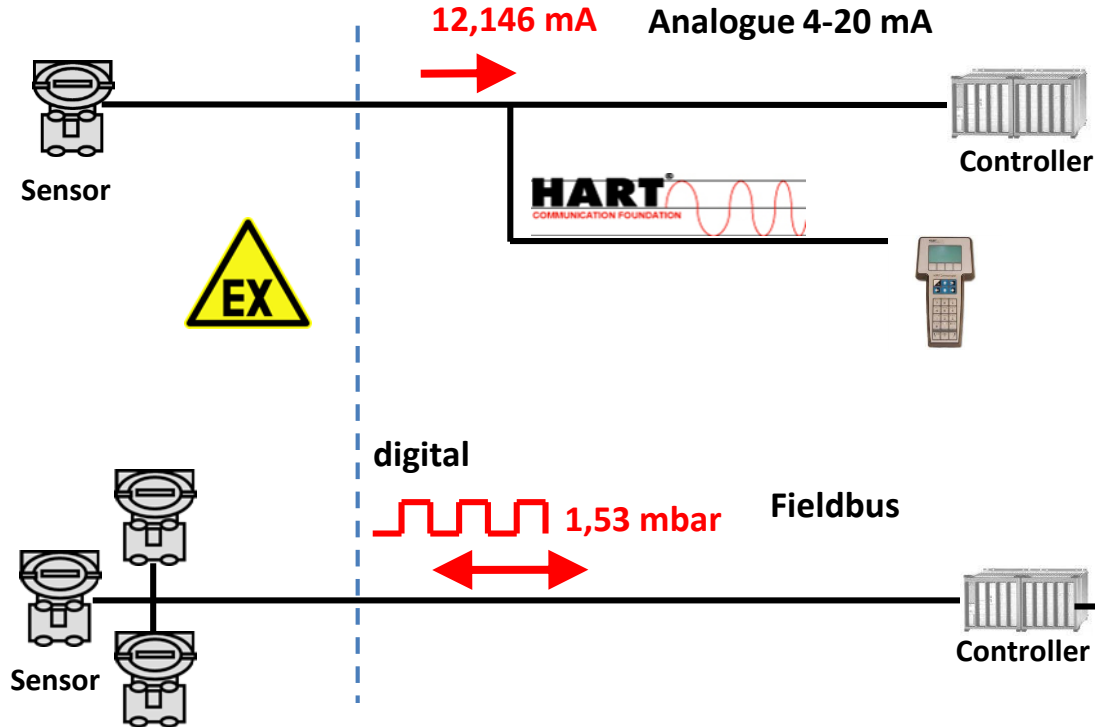 12,146 mA
Analogue 4-20 mA
Sensor
Controller
HART®
COMMUNICATION FOUNDATION
EX
digital
1,53 mbar
Fieldbus
Sensor
Controller